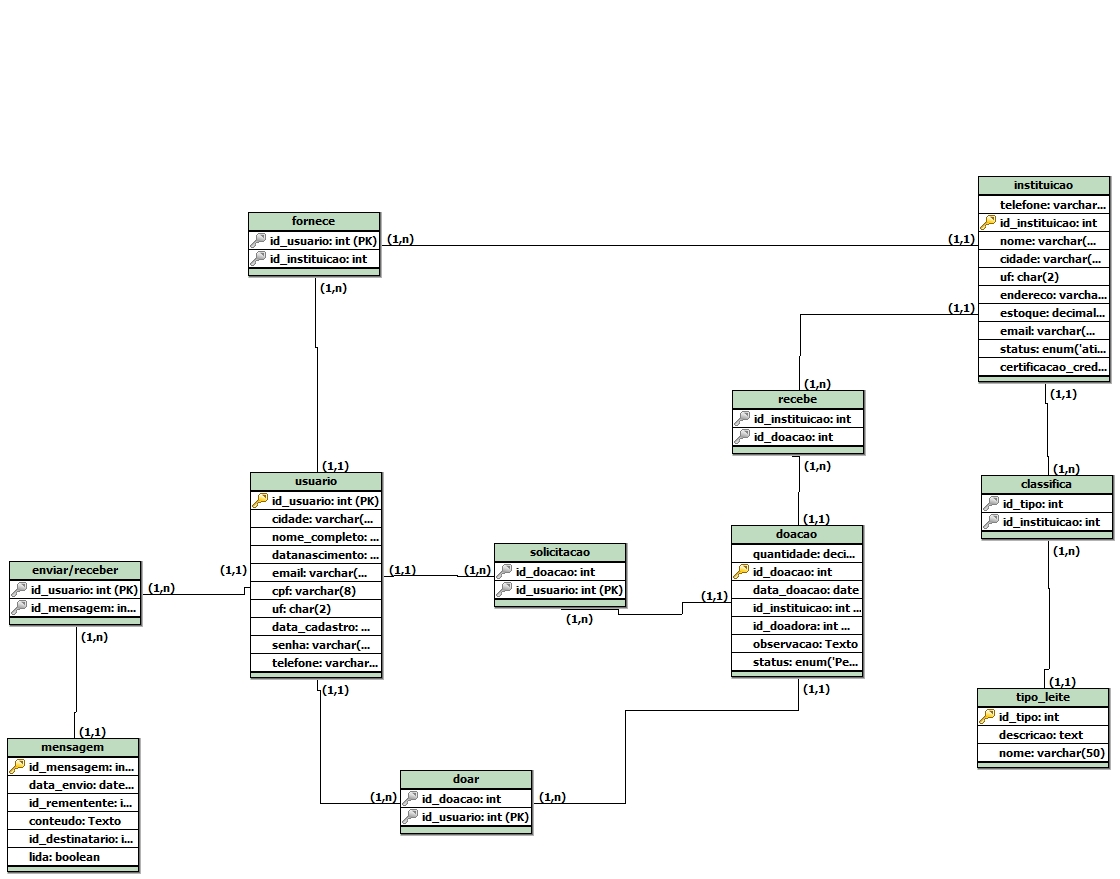 instituicao
telefone: varchar...
id_instituicao: int
nome: varchar(...
cidade: varchar(...
uf: char(2)
endereco: varcha...
estoque: decimal...
email: varchar(...
status: enum('ati...
certificacao_cred...
fornece
id_usuario: int (PK)
id_instituicao: int
(1,n)
(1,1)
(1,n)
(1,1)
(1,1)
(1,n)
(1,1)
recebe
id_instituicao: int
id_doacao: int
(1,n)
(1,1)
(1,n)
classifica
id_tipo: int
id_instituicao: int
(1,n)
usuario
id_usuario: int (PK)
cidade: varchar(...
nome_completo: ...
datanascimento: ...
email: varchar(...
cpf: varchar(8)
uf: char(2)
data_cadastro: ...
senha: varchar(...
telefone: varchar...
doacao
quantidade: deci...
id_doacao: int
data_doacao: date
id_instituicao: int ...
id_doadora: int ...
observacao: Texto
status: enum('Pe...
solicitacao
id_doacao: int
id_usuario: int (PK)
(1,1)
(1,n)
(1,n)
(1,1)
enviar/receber
id_usuario: int (PK)
id_mensagem: in...
(1,1)
(1,n)
(1,n)
(1,1)
(1,1)
(1,1)
(1,1)
tipo_leite
id_tipo: int
descricao: text
nome: varchar(50)
mensagem
id_mensagem: in...
data_envio: date...
id_rementente: i...
conteudo: Texto
id_destinatario: i...
lida: boolean
doar
id_doacao: int
id_usuario: int (PK)
(1,n)
(1,n)